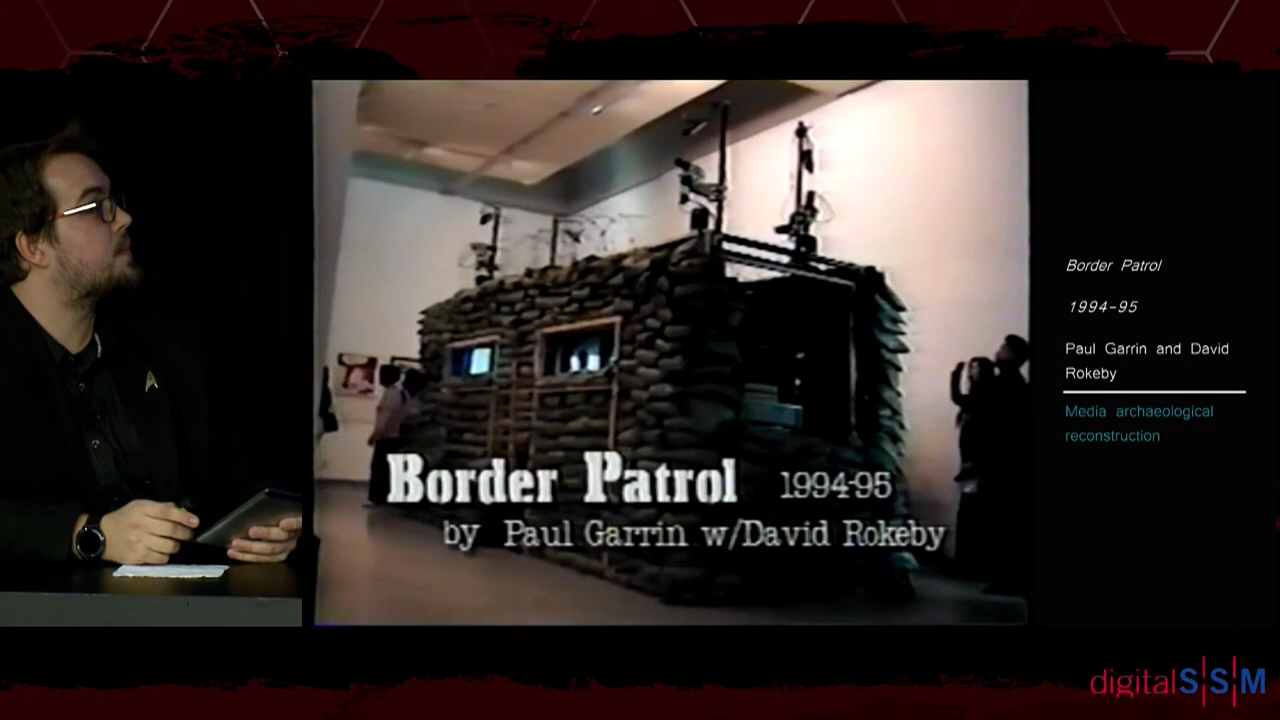 Border Patrol 1994-95
by Paul Garrin w/David Rokeby
Border Patrol
1994-95
Paul Garrin and David
Rokeby
Media archaeological
reconstruction
digitalS|S|M